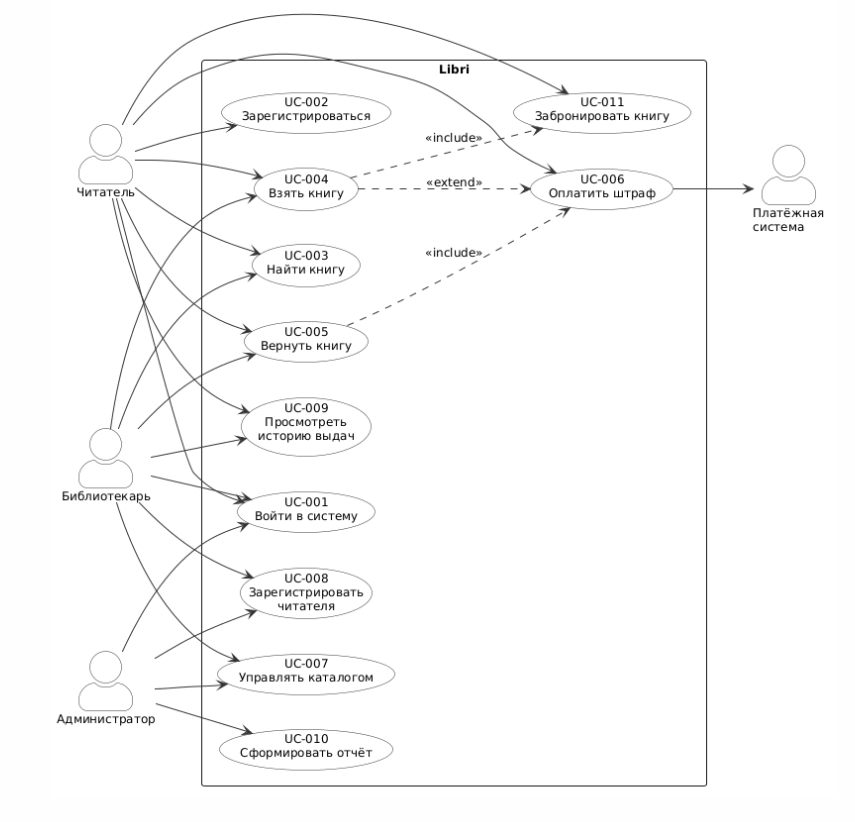 Libri
UC-002
Зарегистрироваться
UC-011
Забронировать книгу
«include»
Читатель
UC-004
Взять книгу
«extend»
UC-006
Оплатить штраф
Платёжная
система
UC-003
Найти книгу
«include»
UC-005
Вернуть книгу
UC-009
Просмотреть
историю выдач
Библиотекарь
UC-001
Войти в систему
UC-008
Зарегистрировать
читателя
UC-007
Управлять каталогом
Администратор
UC-010
Сформировать отчёт